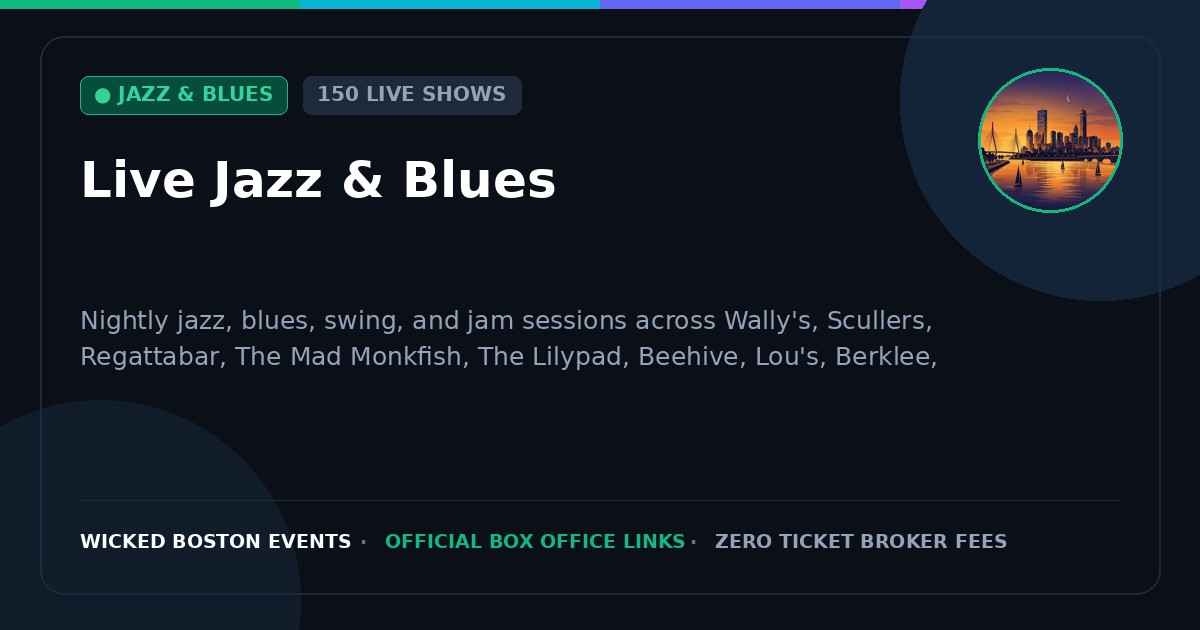 JAZZ & BLUES
150 LIVE SHOWS
Live Jazz & Blues
Nightly jazz, blues, swing, and jam sessions across Wally's, Scullers,
Regattabar, The Mad Monkfish, The Lilypad, Beehive, Lou's, Berklee,
WICKED BOSTON EVENTS · OFFICIAL BOX OFFICE LINKS · ZERO TICKET BROKER FEES